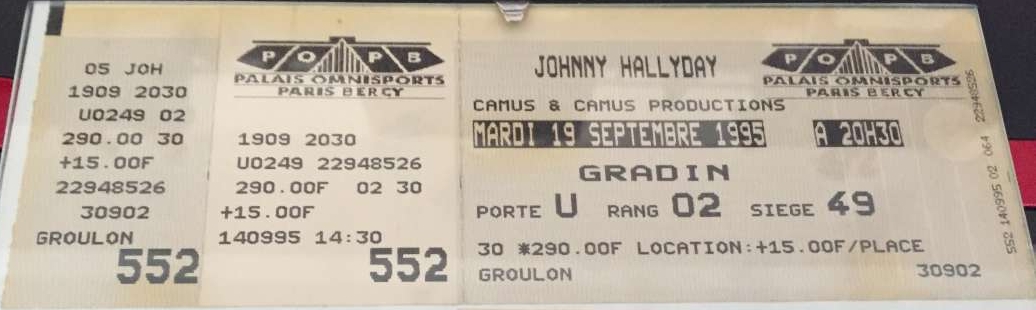 05 JOH
1909 2030
U0249 02
290.00 30
+15.00F
22948526
30902
GROULON
552
POPB
PALAIS OMNISPORTS
PARIS BERCY
1909 2030
U0249 22948526
290.00F 02 30
+15.00F
140995 14:30
552
JOHNNY HALLYDAY
POPB
PALAIS OMNISPORTS
PARIS BERCY
CAMUS & CAMUS PRODUCTIONS
MARDI 19 SEPTEMBRE 1995 A 20H30
GRADIN
PORTE U RANG 02 SIEGE 49
30 *290.00F LOCATION:+15.00F/PLACE
GROULON 30902
552 140995 02 064 22948526